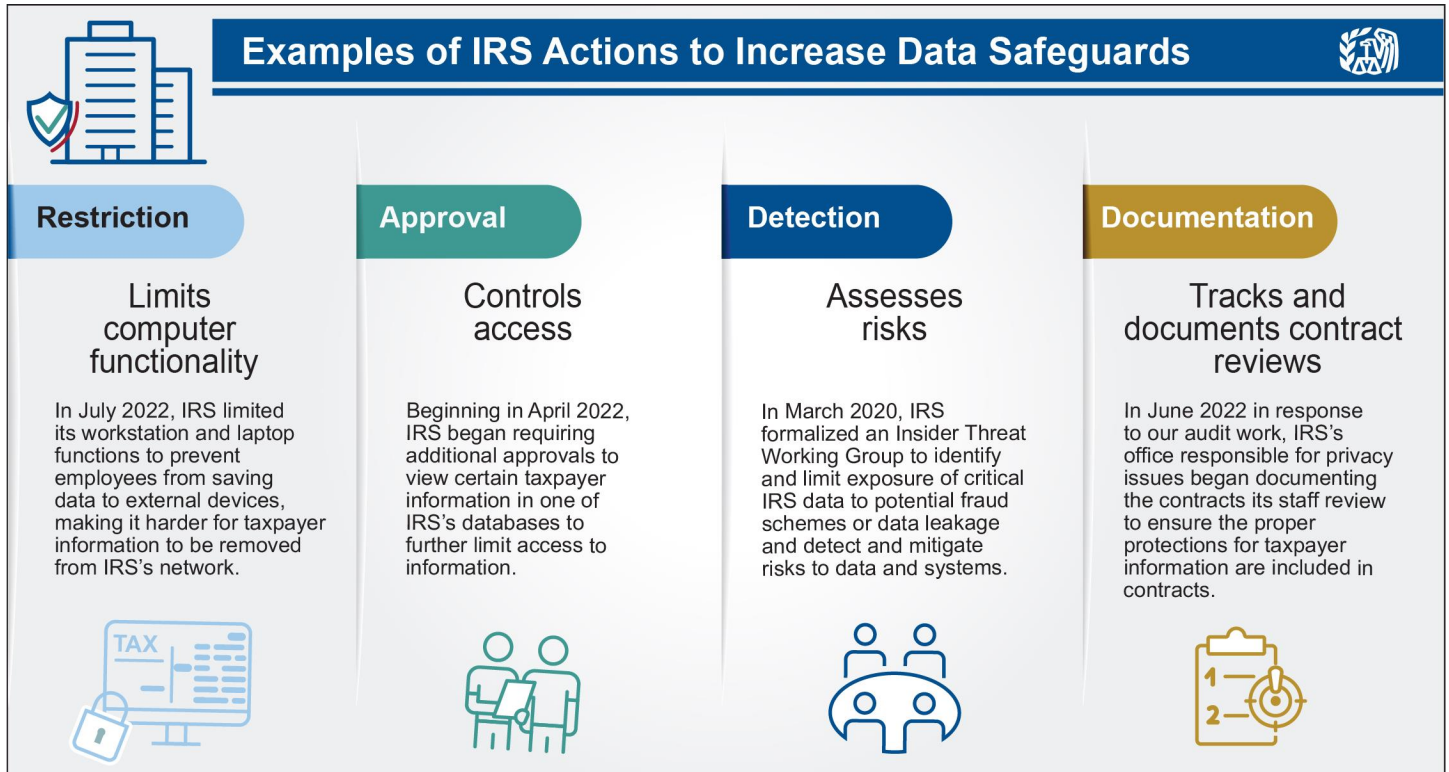 Examples of IRS Actions to Increase Data Safeguards
Restriction
Limits
computer
functionality
In July 2022, IRS limited
its workstation and laptop
functions to prevent
employees from saving
data to external devices,
making it harder for taxpayer
information to be removed
from IRS's network.
TAX
Approval
Controls
access
Beginning in April 2022,
IRS began requiring
additional approvals to
view certain taxpayer
information in one of
IRS's databases to
further limit access to
information.
Detection
Assesses
risks
In March 2020, IRS
formalized an Insider Threat
Working Group to identify
and limit exposure of critical
IRS data to potential fraud
schemes or data leakage
and detect and mitigate
risks to data and systems.
Documentation
Tracks and
documents contract
reviews
In June 2022 in response
to our audit work, IRS's
office responsible for privacy
issues began documenting
the contracts its staff review
to ensure the proper
protections for taxpayer
information are included in
contracts.
1
2